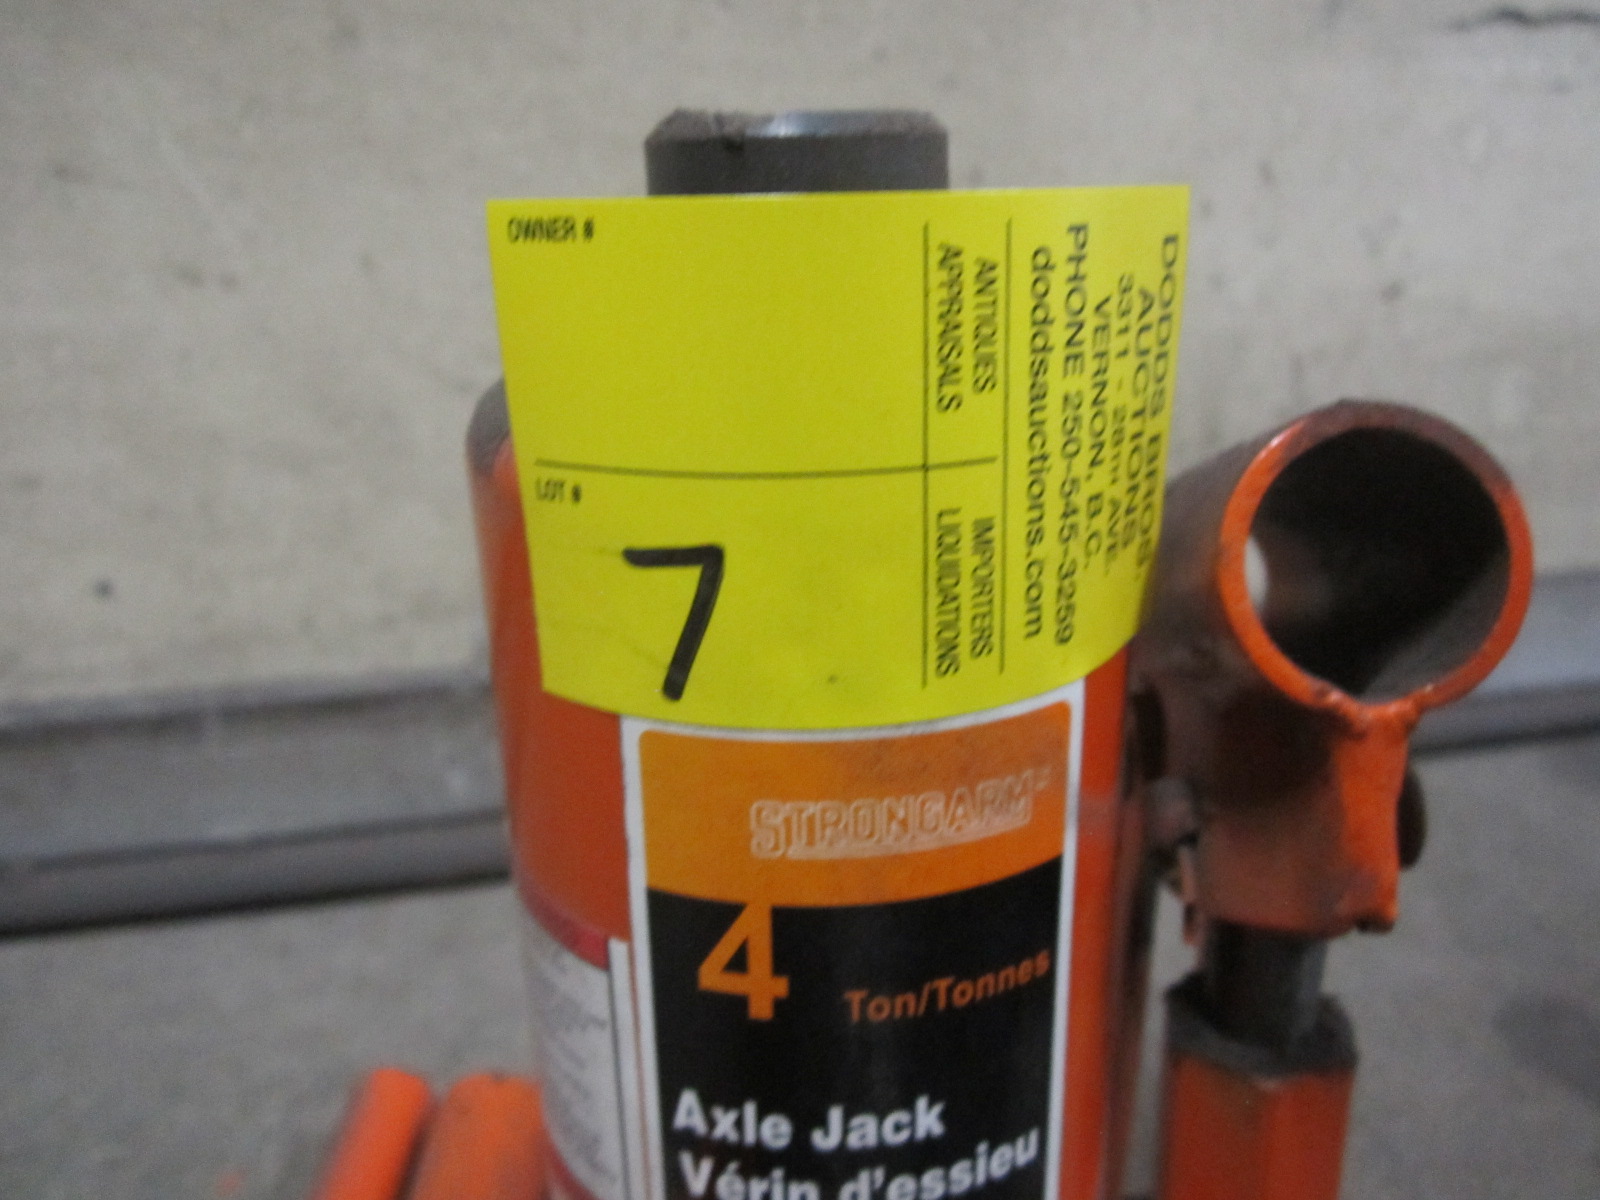 OWNER #
LOT #
7
ANTIQUES
APPRAISALS
IMPORTERS
LIQUIDATIONS
DODDS BROS.
AUCTIONS
3311 - 28TH AVE.
VERNON, B.C.
PHONE 250-545-3259
doddsauctions.com
STRONGARM
4
Ton/Tonnes
Axle Jack
Vérin d'essieu